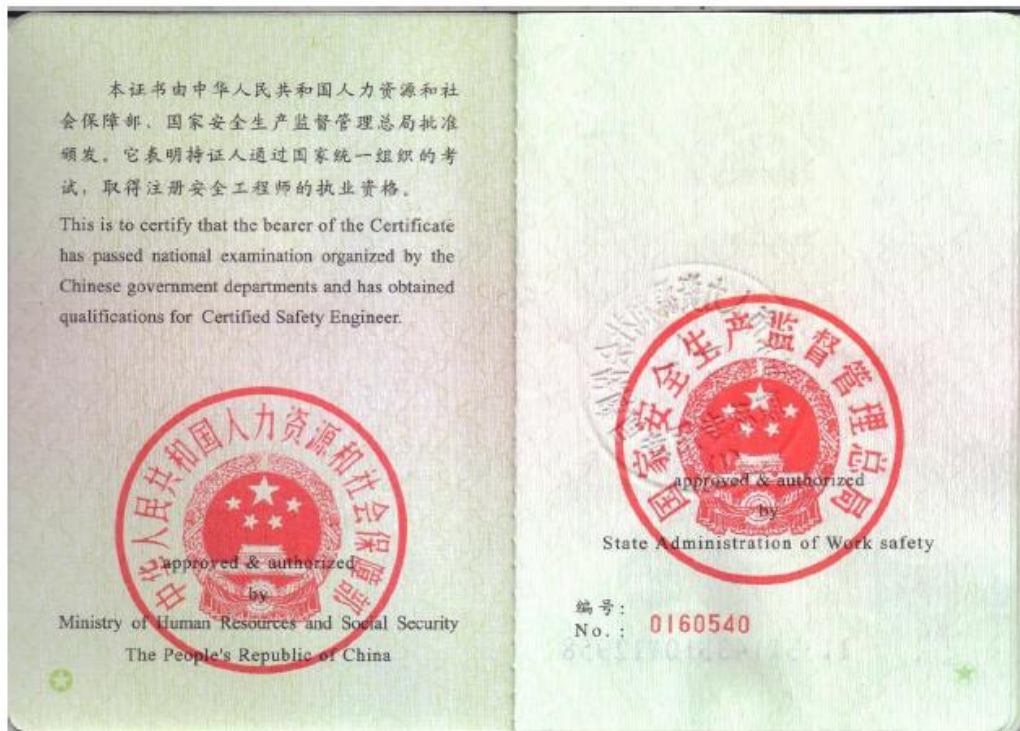 本证书由中华人民共和国人力资源和社
会保障部、国家安全生产监督管理总局批准
颁发。它表明持证人通过国家统一组织的考
试，取得注册安全工程师的执业资格。
This is to certify that the bearer of the Certificate
has passed national examination organized by the
Chinese government departments and has obtained
qualifications for Certified Safety Engineer.
中华人民共和国人力资源和社会保障部
approved & authorized
by
Ministry of Human Resources and Social Security
The People's Republic of China
国家安全生产监督管理总局
approved & authorized
by
State Administration of Work safety
编号:
No.: 0160540